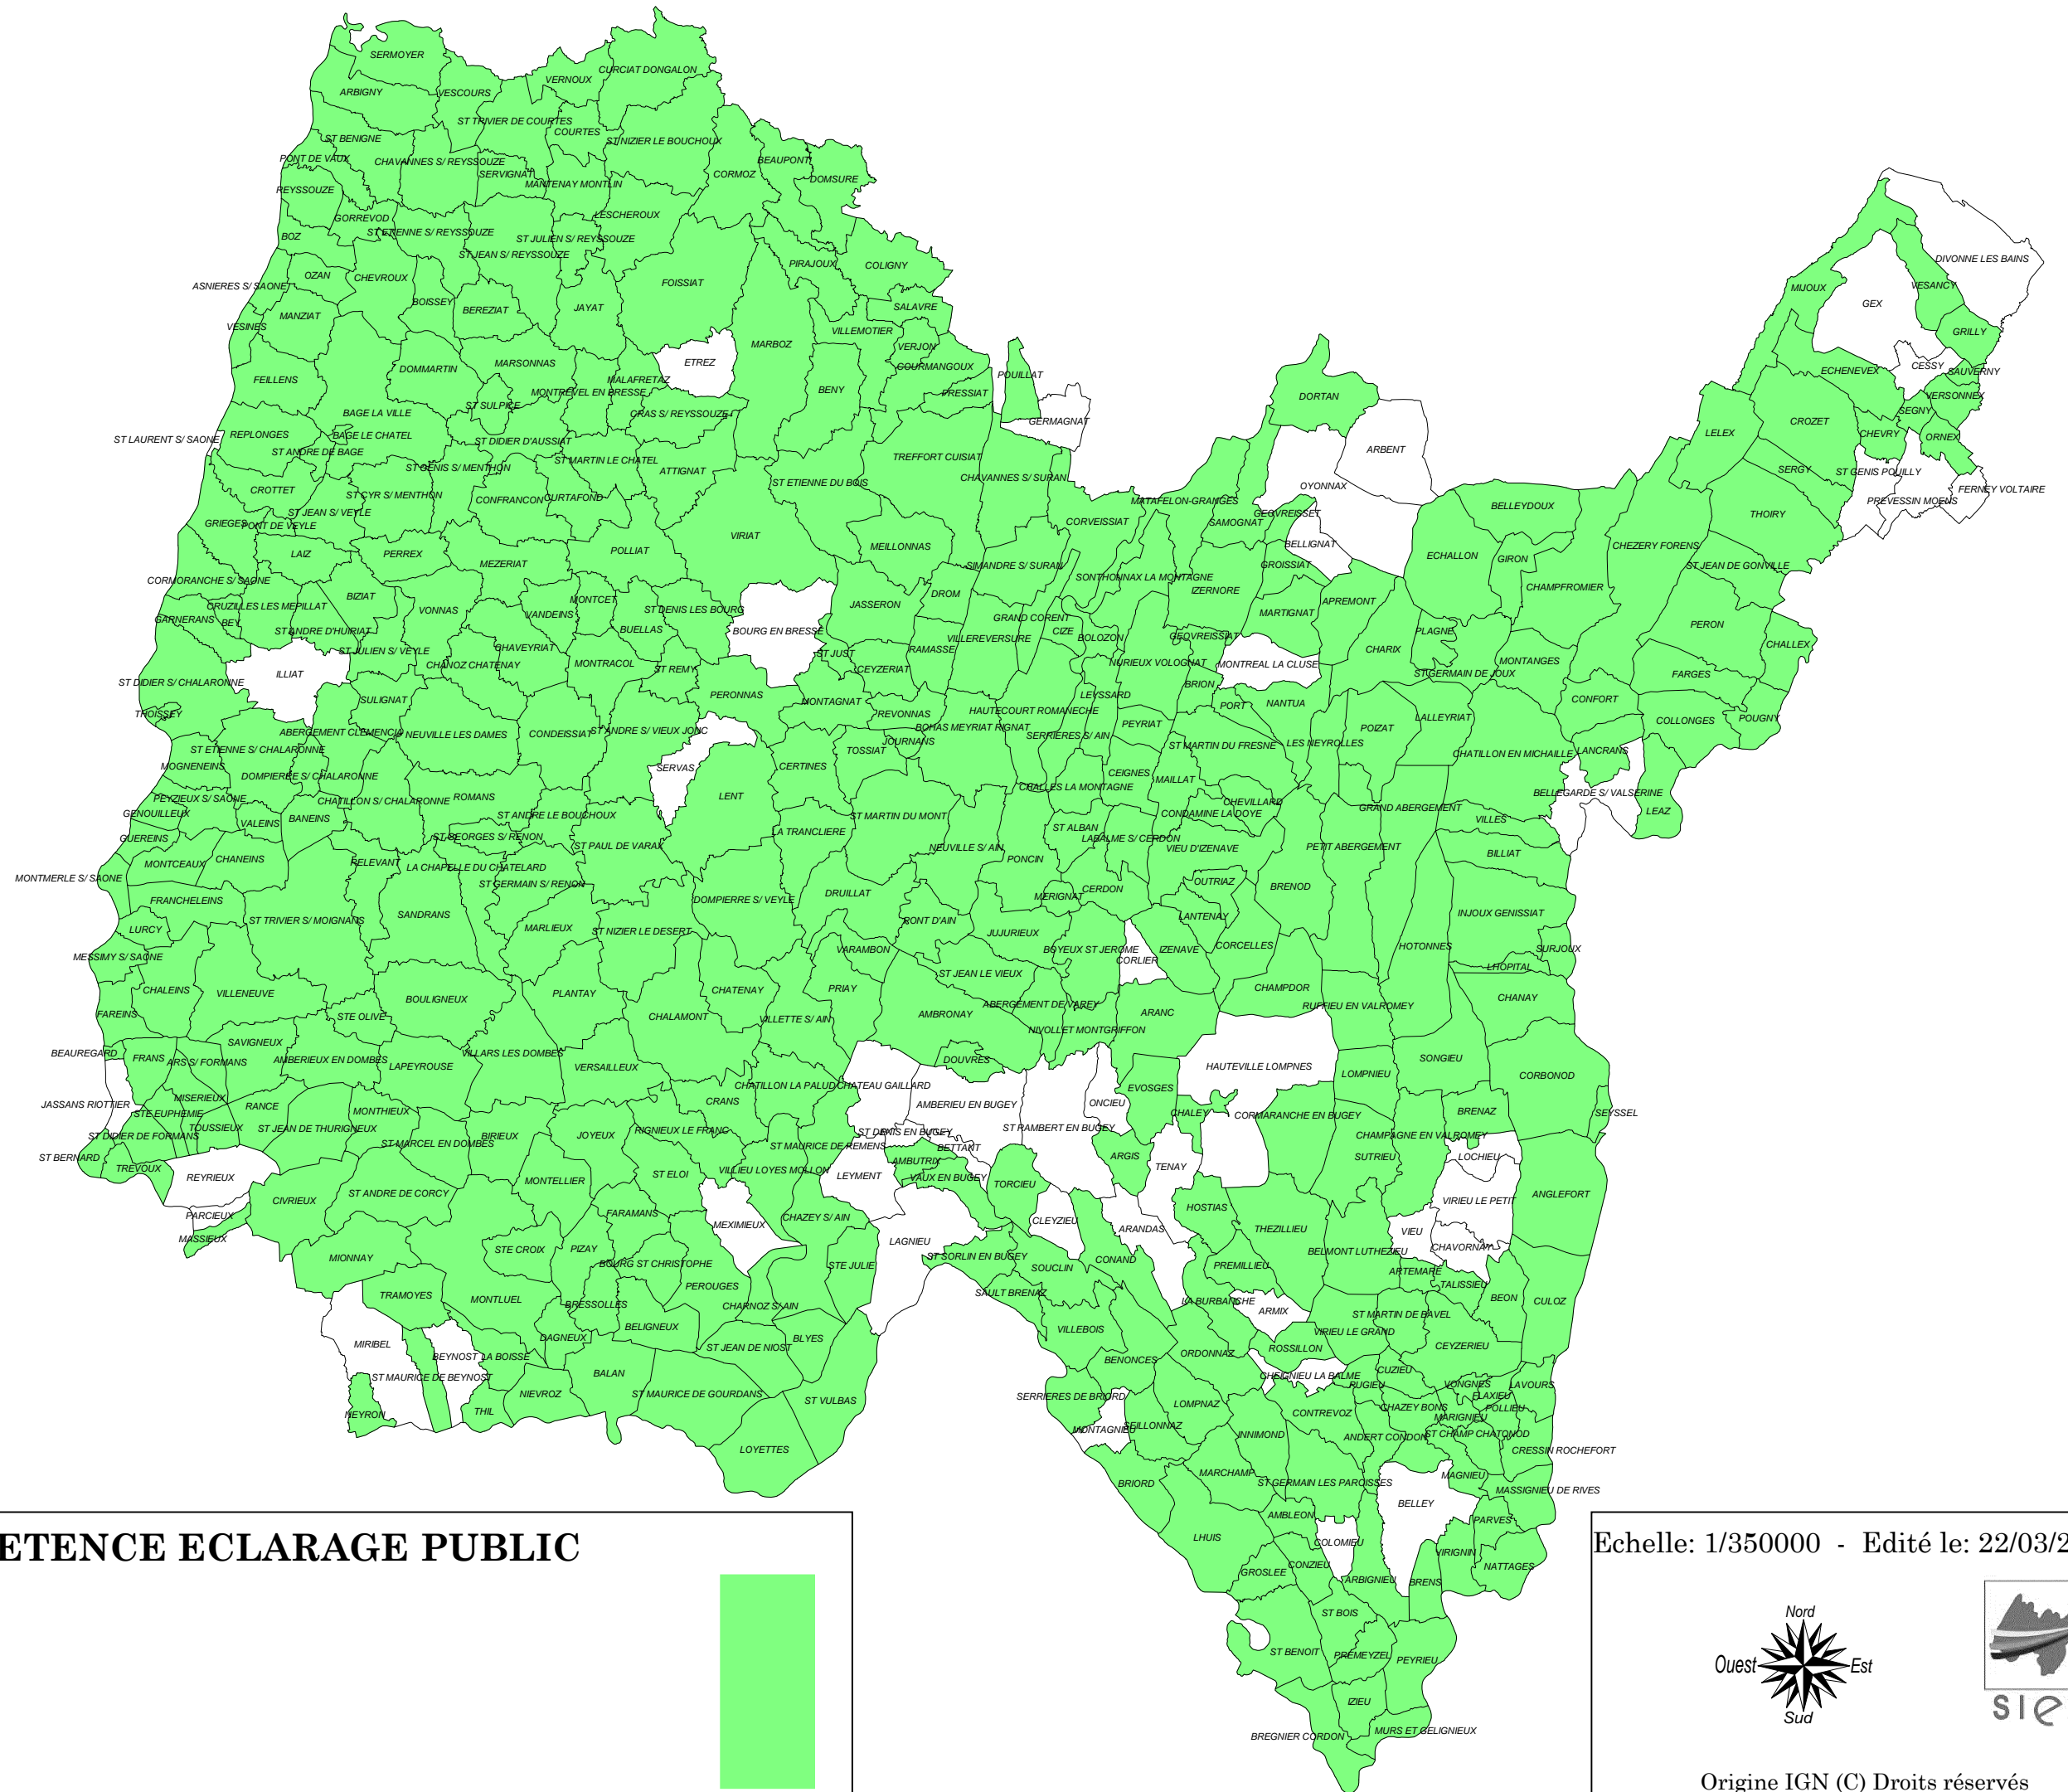 SERMOYER
CURCIAT DONGALON
VERNOUX
ARBIGNY
VESCOURS
ST TRIVIER DE COURTES
COURTES
ST BENIGNE
ST NIZIER LE BOUCHOUX
PONT DE VAUX
CHAVANNES S/ REYSSOUZE
BEAUPONT
SERVIGNAT
CORMOZ
DOMSURE
MANTENAY MONTLIN
REYSSOUZE
LESCHEROUX
GORREVOD
ST ETIENNE S/ REYSSOUZE
BOZ
ST JULIEN S/ REYSSOUZE
ST JEAN S/ REYSSOUZE
DIVONNE LES BAINS
PIRAJOUX
COLIGNY
OZAN
CHEVROUX
FOISSIAT
ASNIERES S/ SAONE
VESANCY
MIJOUX
BOISSEY
GEX
BEREZIAT
JAYAT
SALAVRE
MANZIAT
VESINES
VILLEMOTIER
GRILLY
MARBOZ
VERJON
ETREZ
MARSONNAS
COURMANGOUX
CESSY
DOMMARTIN
ECHENEVEX
SAUVERNY
POUILLAT
FEILLENS
MALAFRETAZ
BENY
MONTREVEL EN BRESSE
PRESSIAT
DORTAN
VERSONNEX
ST SULPICE
SEGNY
BAGE LA VILLE
CRAS S/ REYSSOUZE
GERMAGNAT
CROZET
REPLONGES
BAGE LE CHATEL
LELEX
CHEVRY
ORNEX
ST LAURENT S/ SAONE
ST DIDIER D'AUSSIAT
ST ANDRE DE BAGE
ARBENT
TREFFORT CUISIAT
ST MARTIN LE CHATEL
ST DENIS S/ MENTHON
SERGY
ST GENIS POUILLY
ATTIGNAT
CHAVANNES S/ SURAN
ST ETIENNE DU BOIS
OYONNAX
CROTTET
FERNEY VOLTAIRE
ST CYR S/ MENTHON
CONFRANCON
CURTAFOND
MATAFELON-GRANGES
PREVESSIN MOENS
BELLEYDOUX
ST JEAN S/ VEYLE
GEOVREISSET
THOIRY
GRIEGES
PONT DE VEYLE
CORVEISSIAT
SAMOGNAT
VIRIAT
BELLIGNAT
MEILLONNAS
CHEZERY FORENS
LAIZ
PERREX
POLLIAT
ECHALLON
GIRON
MEZERIAT
SIMANDRE S/ SURAN
GROISSIAT
ST JEAN DE GONVILLE
CORMORANCHE S/ SAONE
SONTHONNAX LA MONTAGNE
CHAMPFROMIER
IZERNORE
DROM
BIZIAT
MONTCET
APREMONT
CRUZILLES LES MEPILLAT
JASSERON
VONNAS
ST DENIS LES BOURG
VANDEINS
MARTIGNAT
GARNERANS
BEY
GRAND CORENT
PERON
ST ANDRE D'HUIRIAT
BUELLAS
BOURG EN BRESSE
CIZE
PLAGNE
VILLEREVERSURE
BOLOZON
GEOVREISSIAT
CHALLEX
CHAVEYRIAT
RAMASSE
CHARIX
ST JULIEN S/ VEYLE
ST JUST
MONTANGES
CHANOZ CHATENAY
MONTRACOL
NURIEUX VOLOGNAT
MONTREAL LA CLUSE
ST REMY
CEYZERIAT
ILLIAT
ST GERMAIN DE JOUX
FARGES
ST DIDIER S/ CHALARONNE
BRION
PERONNAS
LEYSSARD
CONFORT
SULIGNAT
MONTAGNAT
NANTUA
PORT
HAUTECOURT ROMANECHE
THOISSEY
REVONNAS
LALLEYRIAT
POUGNY
COLLONGES
PEYRIAT
BOHAS MEYRIAT RIGNAT
POIZAT
ABERGEMENT CLEMENCIA
NEUVILLE LES DAMES
CONDEISSIAT
ST ANDRE S/ VIEUX JONC
SERRIERES S/ AIN
JOURNANS
ST MARTIN DU FRESNE
LES NEYROLLES
ST ETIENNE S/ CHALARONNE
TOSSIAT
CHATILLON EN MICHAILLE
LANCRANS
MOGNENEINS
SERVAS
CERTINES
DOMPIERRE S/ CHALARONNE
CEIGNES
MAILLAT
CHALLES LA MONTAGNE
BELLEGARDE S/ VALSERINE
PEYZIEUX S/ SAONE
ROMANS
LENT
CHATILLON S/ CHALARONNE
CHEVILLARD
GRAND ABERGEMENT
LEAZ
GENOUILLEUX
ST ANDRE LE BOUCHOUX
ST MARTIN DU MONT
CONDAMINE LA DOYE
BANEINS
VILLES
VALEINS
ST ALBAN
LA TRANCLIERE
GUEREINS
ST GEORGES S/ RENON
LABALME S/ CERDON
ST PAUL DE VARAX
NEUVILLE S/ AIN
VIEU D'IZENAVE
PETIT ABERGEMENT
BILLIAT
CHANEINS
PONCIN
MONTCEAUX
RELEVANT
LA CHAPELLE DU CHATELARD
MONTMERLE S/ SAONE
ST GERMAIN S/ RENON
OUTRIAZ
BRENOD
CERDON
DRUILLAT
MERIGNAT
FRANCHELEINS
DOMPIERRE S/ VEYLE
INJOUX GENISSIAT
SANDRANS
LANTENAY
ST TRIVIER S/ MOIGNANS
PONT D'AIN
MARLIEUX
LURCY
ST NIZIER LE DESERT
JUJURIEUX
CORCELLES
HOTONNES
SURJOUX
VARAMBON
BOYEUX ST JEROME
IZENAVE
MESSIMY S/ SAONE
CORLIER
LHOPITAL
ST JEAN LE VIEUX
CHALEINS
VILLENEUVE
PLANTAY
CHATENAY
PRIAY
CHAMPDOR
BOULIGNEUX
CHANAY
ABERGEMENT DE VAREY
RUFFIEU EN VALROMEY
FAREINS
STE OLIVE
CHALAMONT
VILLETTE S/ AIN
AMBRONAY
ARANC
NIVOLLET MONTGRIFFON
SAVIGNEUX
BEAUREGARD
FRANS
ARS S/ FORMANS
AMBERIEUX EN DOMBES
VILLARS LES DOMBES
DOUVRES
SONGIEU
LAPEYROUSE
VERSAILLEUX
HAUTEVILLE LOMPNES
LOMPNIEU
CORBONOD
CHATILLON LA PALUD
CHATEAU GAILLARD
EVOSGES
MISERIEUX
CRANS
AMBERIEU EN BUGEY
ONCIEU
JASSANS RIOTTIER
RANCE
MONTHIEUX
STE EUPHEMIE
CHALEY
CORMARANCHE EN BUGEY
BRENAZ
SEYSSEL
TOUSSIEUX
ST JEAN DE THURIGNEUX
RIGNIEUX LE FRANC
ST RAMBERT EN BUGEY
ST DIDIER DE FORMANS
BIRIEUX
JOYEUX
ST DENIS EN BUGEY
CHAMPAGNE EN VALROMEY
ST MARCEL EN DOMBES
ST MAURICE DE REMENS
BETTANT
ST BERNARD
ARGIS
SUTRIEU
LOCHIEU
AMBUTRIX
TREVOUX
TENAY
ST ELOI
VILLIEU LOYES MOLLON
REYRIEUX
LEYMENT
VAUX EN BUGEY
MONTELLIER
TORCIEU
ST ANDRE DE CORCY
ANGLEFORT
CIVRIEUX
VIRIEU LE PETIT
HOSTIAS
FARAMANS
PARCIEUX
CHAZEY S/ AIN
CLEYZIEU
MEXIMIEUX
ARANDAS
THEZILLIEU
VIEU
MASSIEUX
LAGNIEU
CHAVORNAY
STE CROIX
PIZAY
BELMONT LUTHEZIEU
MIONNAY
ST SORLIN EN BUGEY
CONAND
BOURG ST CHRISTOPHE
STE JULIE
PREMILLIEU
SOUCLIN
ARTEMARE
PEROUGES
TALISSIEU
TRAMOYES
SAULT BRENAZ
MONTLUEL
BEON
CULOZ
LA BURBANCHE
BRESSOLLES
CHARNOZ S/ AIN
ARMIX
ST MARTIN DE BAVEL
BELIGNEUX
VILLEBOIS
VIRIEU LE GRAND
DAGNEUX
BLYES
MIRIBEL
ST JEAN DE NIOST
CEYZERIEU
ROSSILLON
ORDONNAZ
BEYNOST
LA BOISSE
BENONCES
CUZIEU
BALAN
CHEIGNIEU LA BALME
ST MAURICE DE BEYNOST
PUGIEU
VONGNES
LAVOURS
NIEVROZ
ST MAURICE DE GOURDANS
SERRIERES DE BRIORD
FLAXIEU
ST VULBAS
LOMPNAZ
CHAZEY BONS
POLLIEU
THIL
CONTREVOZ
NEYRON
MARIGNIEU
SEILLONNAZ
MONTAGNIEU
INNIMOND
ANDERT CONDON
ST CHAMP CHATONOD
LOYETTES
CRESSIN ROCHEFORT
MARCHAMP
MAGNIEU
BRIORD
ST GERMAIN LES PAROISSES
MASSIGNIEU DE RIVES
BELLEY
AMBLEON
PARVES
LHUIS
COLOMIEU
VIRIGNIN
CONZIEU
NATTAGES
GROSLEE
ARBIGNIEU
BRENS
ST BOIS
ST BENOIT
PREMEYZEL
PEYRIEU
IZIEU
MURS ET GELIGNIEUX
BREGNIER CORDON
ETENCE ECLARAGE PUBLIC
Echelle: 1/350000 - Edité le: 22/03/2
Nord
Ouest
Est
Sud
sie
Origine IGN (C) Droits réservés